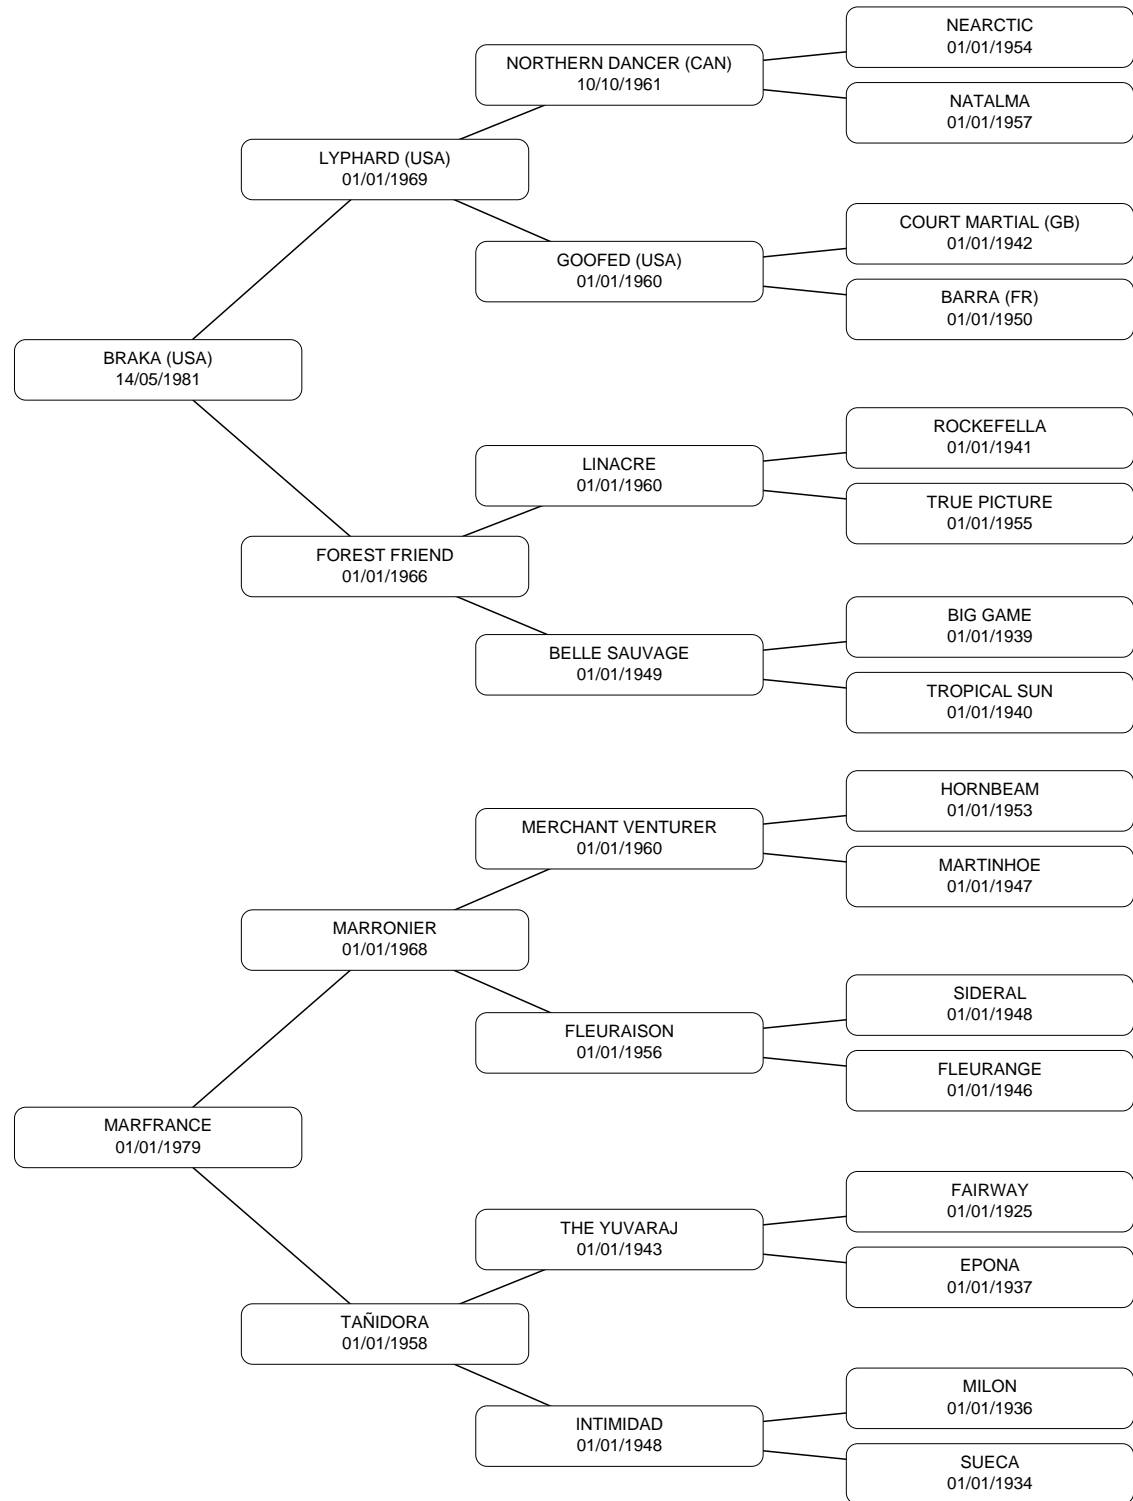 NEARCTIC
01/01/1954
NORTHERN DANCER (CAN)
10/10/1961
NATALMA
01/01/1957
LYPHARD (USA)
01/01/1969
COURT MARTIAL (GB)
01/01/1942
GOOFED (USA)
01/01/1960
BARRA (FR)
01/01/1950
BRAKA (USA)
14/05/1981
ROCKEFELLA
01/01/1941
LINACRE
01/01/1960
TRUE PICTURE
01/01/1955
FOREST FRIEND
01/01/1966
BIG GAME
01/01/1939
BELLE SAUVAGE
01/01/1949
TROPICAL SUN
01/01/1940
HORNBEAM
01/01/1953
MERCHANT VENTURER
01/01/1960
MARTINHOE
01/01/1947
MARRONIER
01/01/1968
SIDERAL
01/01/1948
FLEURAISON
01/01/1956
FLEURANGE
01/01/1946
MARFRANCE
01/01/1979
FAIRWAY
01/01/1925
THE YUVARAJ
01/01/1943
EPONA
01/01/1937
TAÑIDORA
01/01/1958
MILON
01/01/1936
INTIMIDAD
01/01/1948
SUECA
01/01/1934